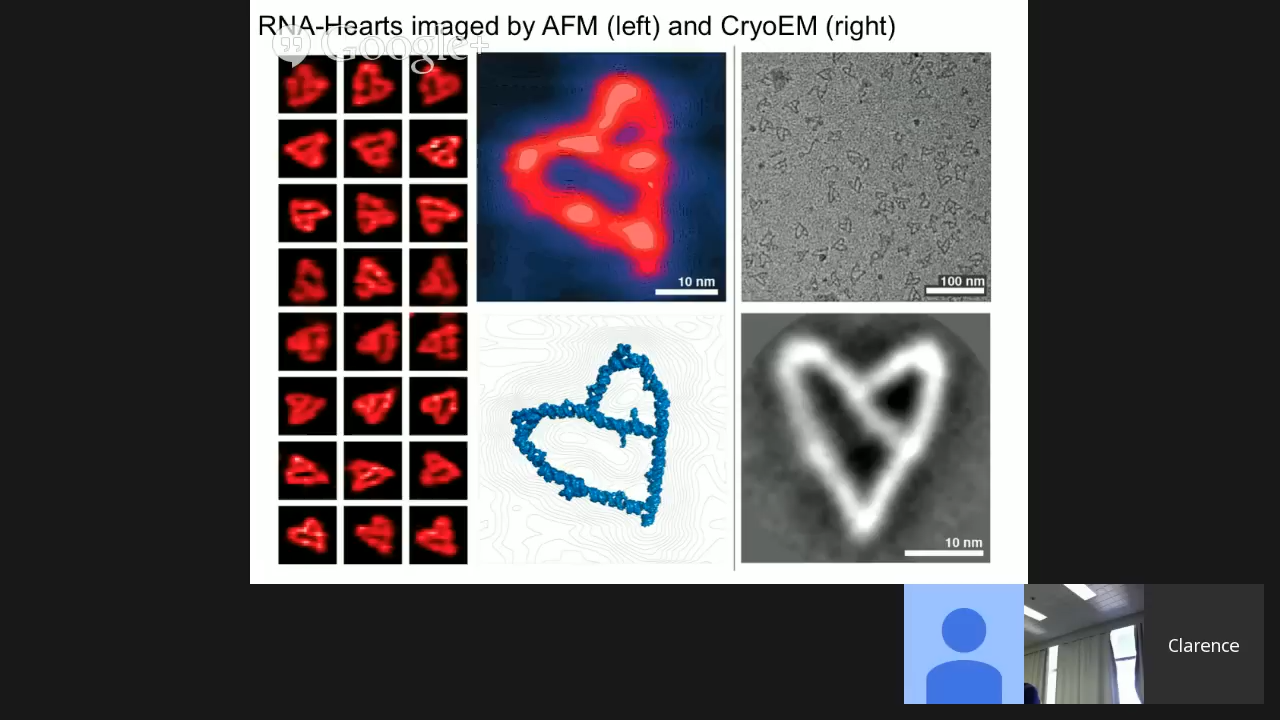 RNA-Hearts imaged by AFM (left) and CryoEM (right)
Google+
10 nm
100 nm
10 nm
Clarence